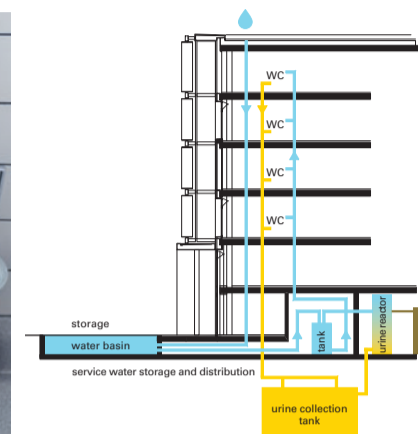 WC
WC
WC
WC
storage
water basin
tank
urine reactor
service water storage and distribution
urine collection
tank